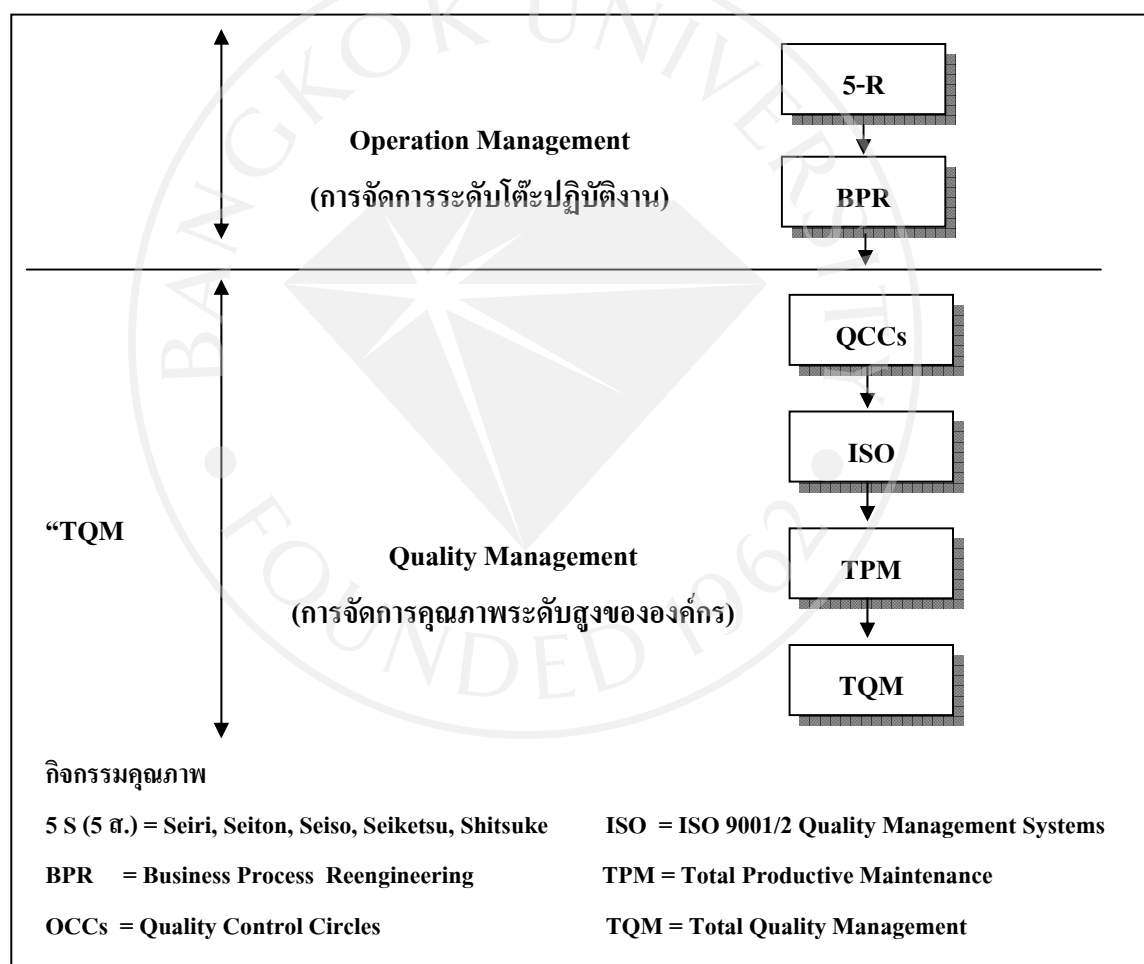 BANGKOK UNIVERSITY
FOUNDED 1962
5-R
Operation Management
(การจัดการระดับโต๊ะปฏิบัติงาน)
BPR
QCCs
ISO
“TQM
Quality Management
(การจัดการคุณภาพระดับสูงขององค์กร)
TPM
TQM
กิจกรรมคุณภาพ
5 S (5 ส.) = Seiri, Seiton, Seiso, Seiketsu, Shitsuke ISO = ISO 9001/2 Quality Management Systems
BPR = Business Process Reengineering TPM = Total Productive Maintenance
OCCs = Quality Control Circles TQM = Total Quality Management